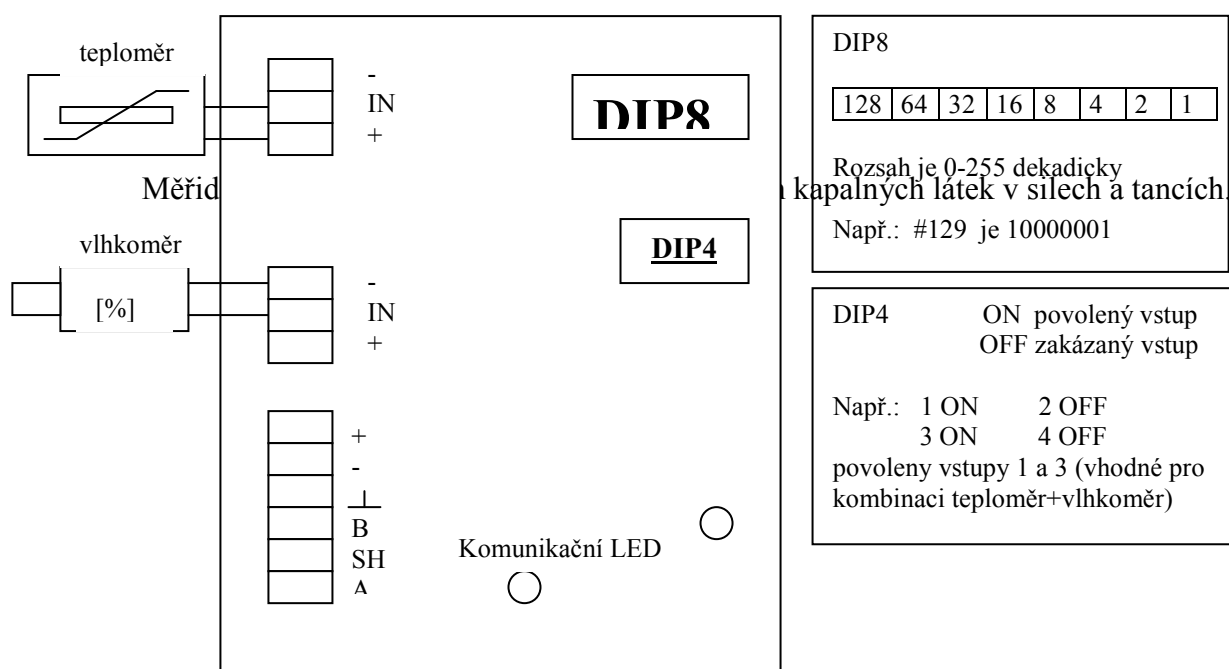 teploměr
-
IN
+
DIP8
vlhkoměr
[%]
-
IN
+
DIP4
+
-
B
SH
A
Komunikační LED
DIP8
128 64 32 16 8 4 2 1
Rozsah je 0-255 dekadicky
kapalných látek v silech a tancích.
Např.: #129 je 10000001
DIP4 ON povolený vstup
OFF zakázaný vstup
Např.: 1 ON 2 OFF
3 ON 4 OFF
povoleny vstupy 1 a 3 (vhodné pro
kombinaci teploměr+vlhkoměr)